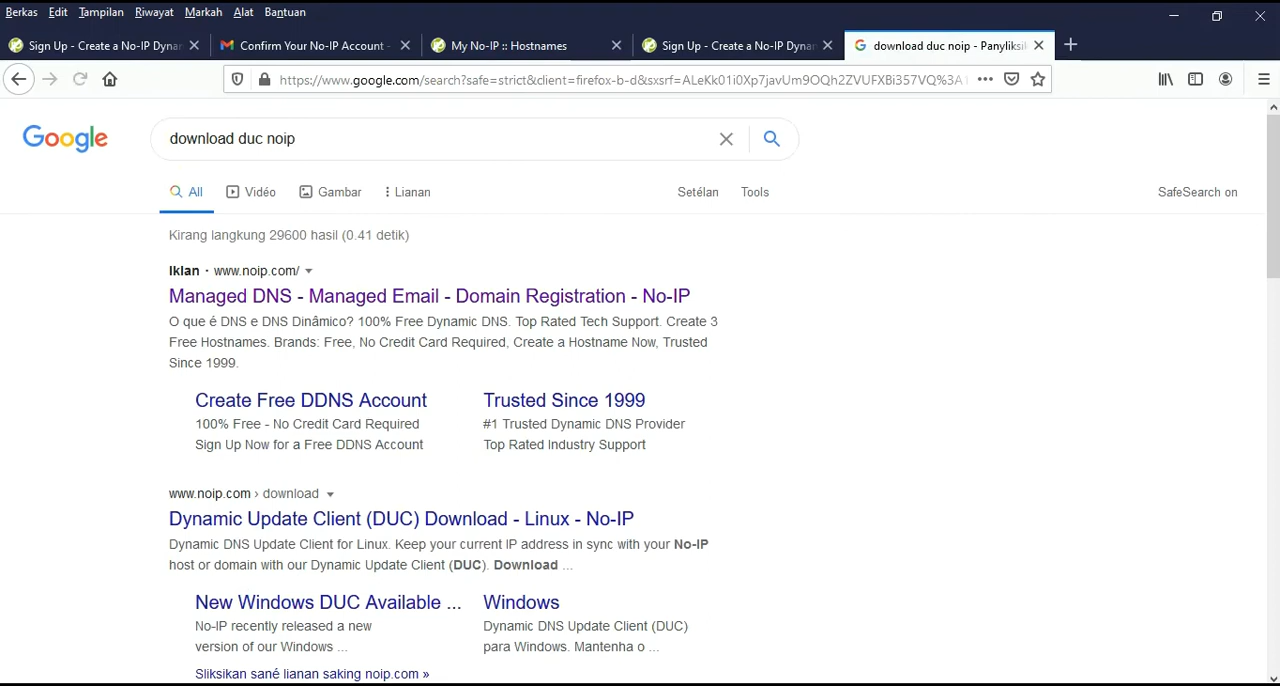 Berkas Edit Tampilan Riwayat Markah Alat Bantuan
Sign Up - Create a No-IP Dynar Confirm Your No-IP Account - My No-IP :: Hostnames Sign Up - Create a No-IP Dynar download duc noip - Panyliksik
https://www.google.com/search?safe=strict&client=firefox-b-d&sxsrf=ALeKk01i0Xp7javUm9OQh2ZVUFXBi357VQ%3A1
Google
download duc noip
All Vidéo Gambar Lianan Setélan Tools SafeSearch on
Kirang langkung 29600 hasil (0.41 detik)
Iklan · www.noip.com/
Managed DNS - Managed Email - Domain Registration - No-IP
O que é DNS e DNS Dinâmico? 100% Free Dynamic DNS. Top Rated Tech Support. Create 3
Free Hostnames. Brands: Free, No Credit Card Required, Create a Hostname Now, Trusted
Since 1999.
Create Free DDNS Account Trusted Since 1999
100% Free - No Credit Card Required #1 Trusted Dynamic DNS Provider
Sign Up Now for a Free DDNS Account Top Rated Industry Support
www.noip.com › download
Dynamic Update Client (DUC) Download - Linux - No-IP
Dynamic DNS Update Client for Linux. Keep your current IP address in sync with your No-IP
host or domain with our Dynamic Update Client (DUC). Download ...
New Windows DUC Available ... Windows
No-IP recently released a new Dynamic DNS Update Client (DUC)
version of our Windows ... para Windows. Mantenha o ...
Sliksikan sané lianan saking noip.com »